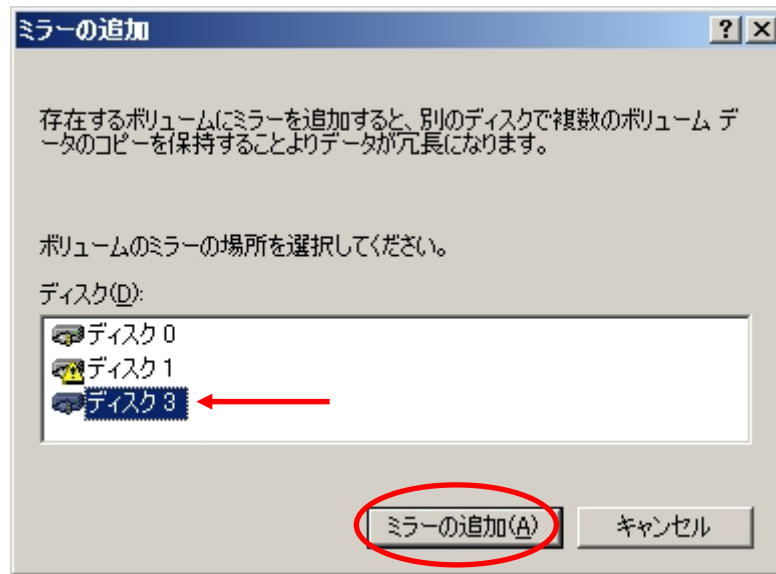 ミラーの追加
存在するボリュームにミラーを追加すると、別のディスクで複数のボリューム デ
ータのコピーを保持することよりデータが冗長になります。
ボリュームのミラーの場所を選択してください。
ディスク(D):
ディスク 0
ディスク 1
ディスク 3
ミラーの追加(A)
キャンセル